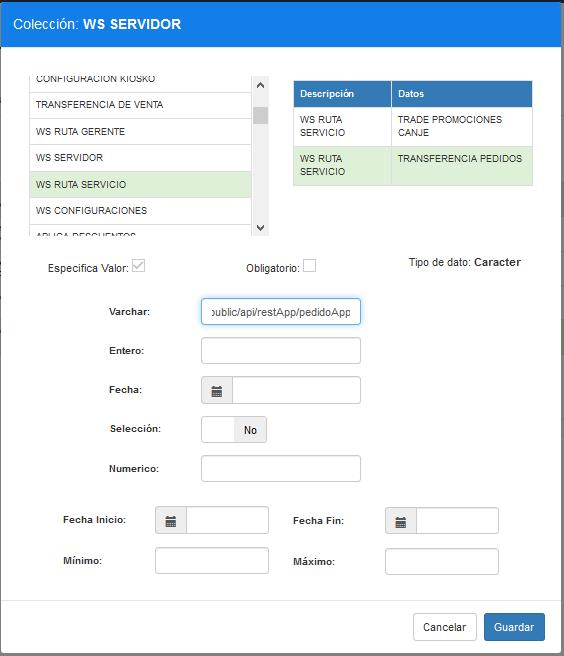 Colección: WS SERVIDOR
CONFIGURACION KIOSKO
TRANSFERENCIA DE VENTA
WS RUTA GERENTE
WS SERVIDOR
WS RUTA SERVICIO
WS CONFIGURACIONES
APLICA DESCUENTOS
Descripción Datos
WS RUTA SERVICIO TRADE PROMOCIONES CANJE
WS RUTA SERVICIO TRANSFERENCIA PEDIDOS
Especifica Valor: Obligatorio: Tipo de dato: Caracter
Varchar: public/api/restApp/pedidoApp
Entero:
Fecha:
Selección: No
Numerico:
Fecha Inicio: Fecha Fin:
Mínimo: Máximo:
Cancelar Guardar